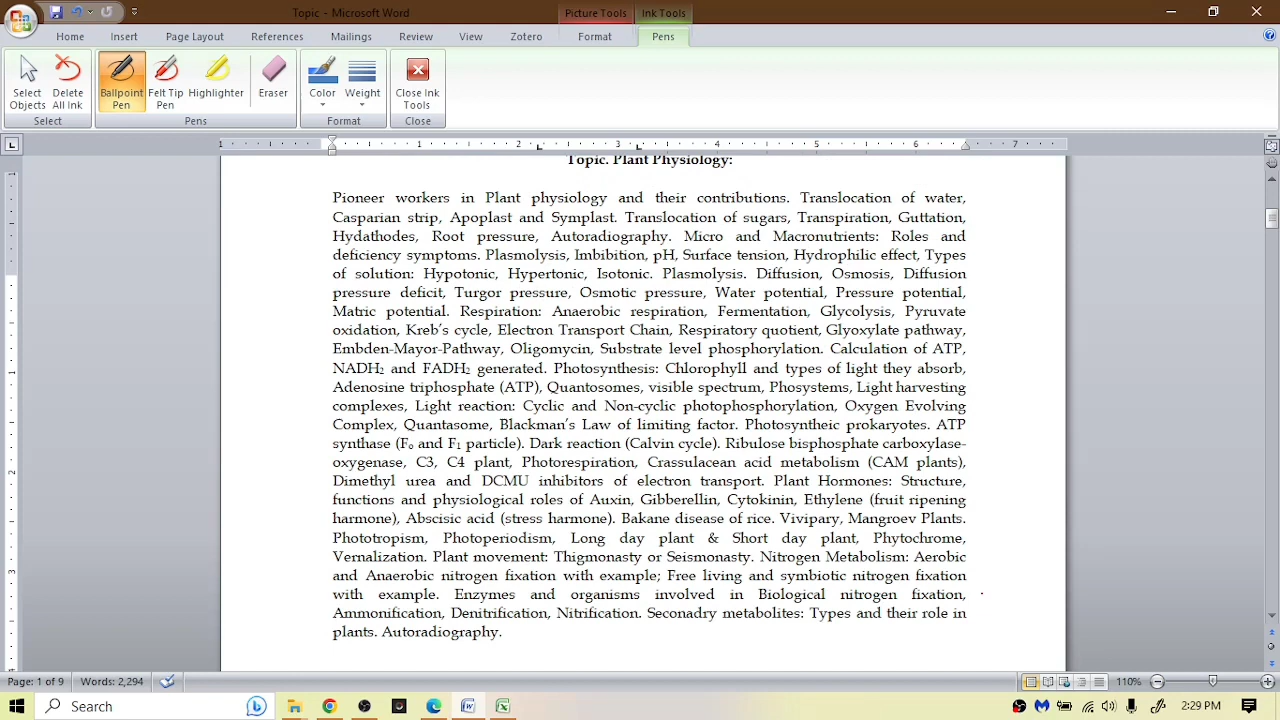 Topic - Microsoft Word
Picture Tools
Ink Tools
Home
Insert
Page Layout
References
Mailings
Review
View
Zotero
Format
Pens
Select Objects
Delete All Ink
Ballpoint Pen
Felt Tip Pen
Highlighter
Eraser
Color
Weight
Close Ink Tools
Select
Pens
Format
Close
1 1 2 3 4 5 6 7
Topic. Plant Physiology:
Pioneer workers in Plant physiology and their contributions. Translocation of water,
Casparian strip, Apoplast and Symplast. Translocation of sugars, Transpiration, Guttation,
Hydathodes, Root pressure, Autoradiography. Micro and Macronutrients: Roles and
deficiency symptoms. Plasmolysis, Imbibition, pH, Surface tension, Hydrophilic effect, Types
of solution: Hypotonic, Hypertonic, Isotonic. Plasmolysis. Diffusion, Osmosis, Diffusion
pressure deficit, Turgor pressure, Osmotic pressure, Water potential, Pressure potential,
Matric potential. Respiration: Anaerobic respiration, Fermentation, Glycolysis, Pyruvate
oxidation, Kreb's cycle, Electron Transport Chain, Respiratory quotient, Glyoxylate pathway,
Embden-Mayor-Pathway, Oligomycin, Substrate level phosphorylation. Calculation of ATP,
NADH₂ and FADH₂ generated. Photosynthesis: Chlorophyll and types of light they absorb,
Adenosine triphosphate (ATP), Quantosomes, visible spectrum, Phosystems, Light harvesting
complexes, Light reaction: Cyclic and Non-cyclic photophosphorylation, Oxygen Evolving
Complex, Quantasome, Blackman's Law of limiting factor. Photosyntheic prokaryotes. ATP
synthase (Fₒ and F₁ particle). Dark reaction (Calvin cycle). Ribulose bisphosphate carboxylase-
oxygenase, C3, C4 plant, Photorespiration, Crassulacean acid metabolism (CAM plants),
Dimethyl urea and DCMU inhibitors of electron transport. Plant Hormones: Structure,
functions and physiological roles of Auxin, Gibberellin, Cytokinin, Ethylene (fruit ripening
harmone), Abscisic acid (stress harmone). Bakane disease of rice. Vivipary, Mangroev Plants.
Phototropism, Photoperiodism, Long day plant & Short day plant, Phytochrome,
Vernalization. Plant movement: Thigmonasty or Seismonasty. Nitrogen Metabolism: Aerobic
and Anaerobic nitrogen fixation with example; Free living and symbiotic nitrogen fixation
with example. Enzymes and organisms involved in Biological nitrogen fixation,
Ammonification, Denitrification, Nitrification. Seconadry metabolites: Types and their role in
plants. Autoradiography.
Page: 1 of 9
Words: 2,294
110%
Search
2:29 PM